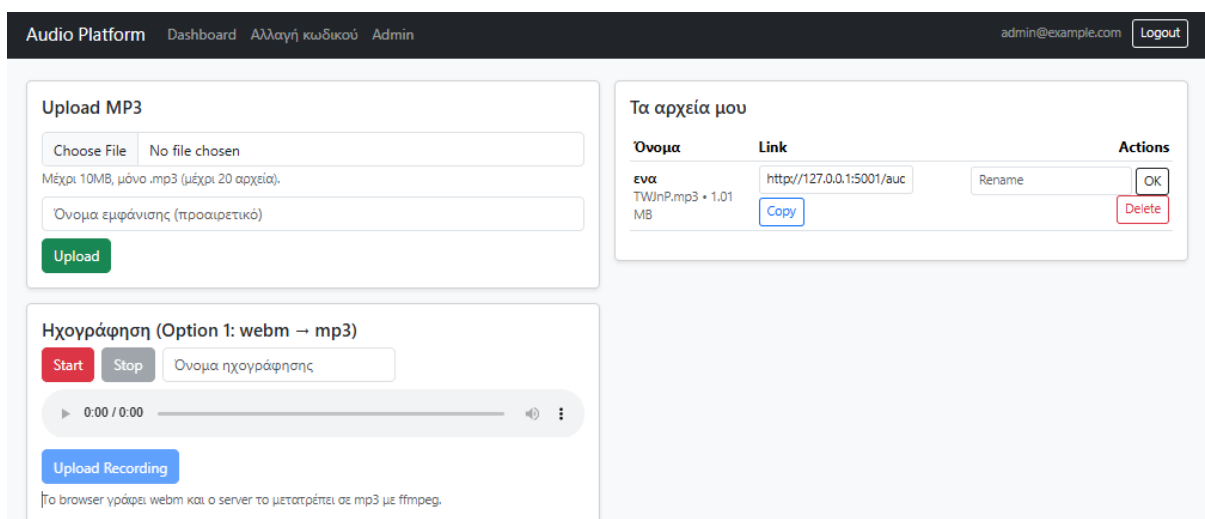 Audio Platform Dashboard Αλλαγή κωδικού Admin admin@example.com Logout
Upload MP3
Choose File No file chosen
Μέχρι 10MB, μόνο .mp3 (μέχρι 20 αρχεία).
Όνομα εμφάνισης (προαιρετικό)
Upload
Ηχογράφηση (Option 1: webm → mp3)
Start Stop Όνομα ηχογράφησης
0:00 / 0:00
Upload Recording
Το browser γράφει webm και ο server το μετατρέπει σε mp3 με ffmpeg.
Τα αρχεία μου
Όνομα Link Actions
ενα http://127.0.0.1:5001/auc Rename OK
TWJnP.mp3 • 1.01
MB Copy Delete